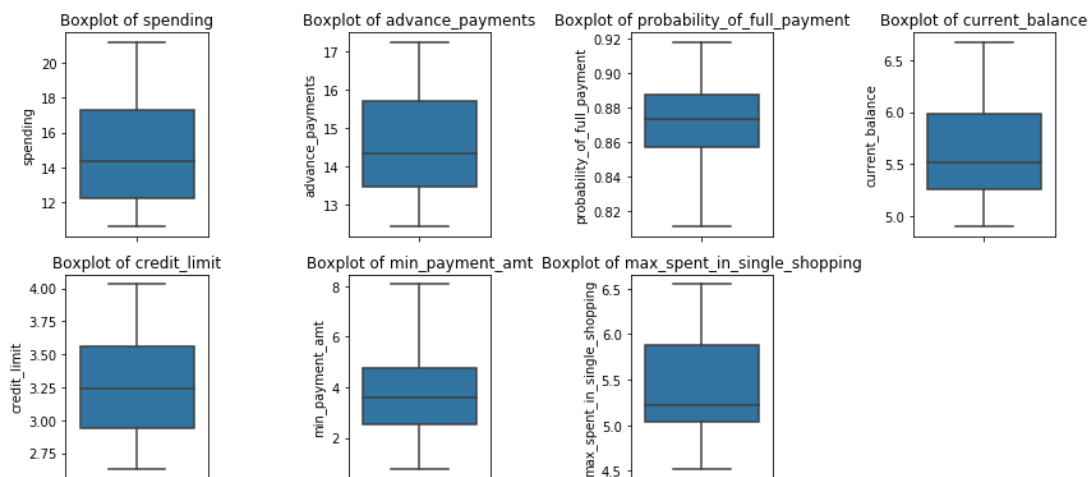 Boxplot of spending
Boxplot of advance_payments
Boxplot of probability_of_full_payment
Boxplot of current_balance
spending
20
18
16
14
12
advance_payments
17
16
15
14
13
probability_of_full_payment
0.92
0.90
0.88
0.86
0.84
0.82
current_balance
6.5
6.0
5.5
5.0
Boxplot of credit_limit
Boxplot of min_payment_amt
Boxplot of max_spent_in_single_shopping
credit_limit
4.00
3.75
3.50
3.25
3.00
2.75
min_payment_amt
8
6
4
2
max_spent_in_single_shopping
6.5
6.0
5.5
5.0
4.5